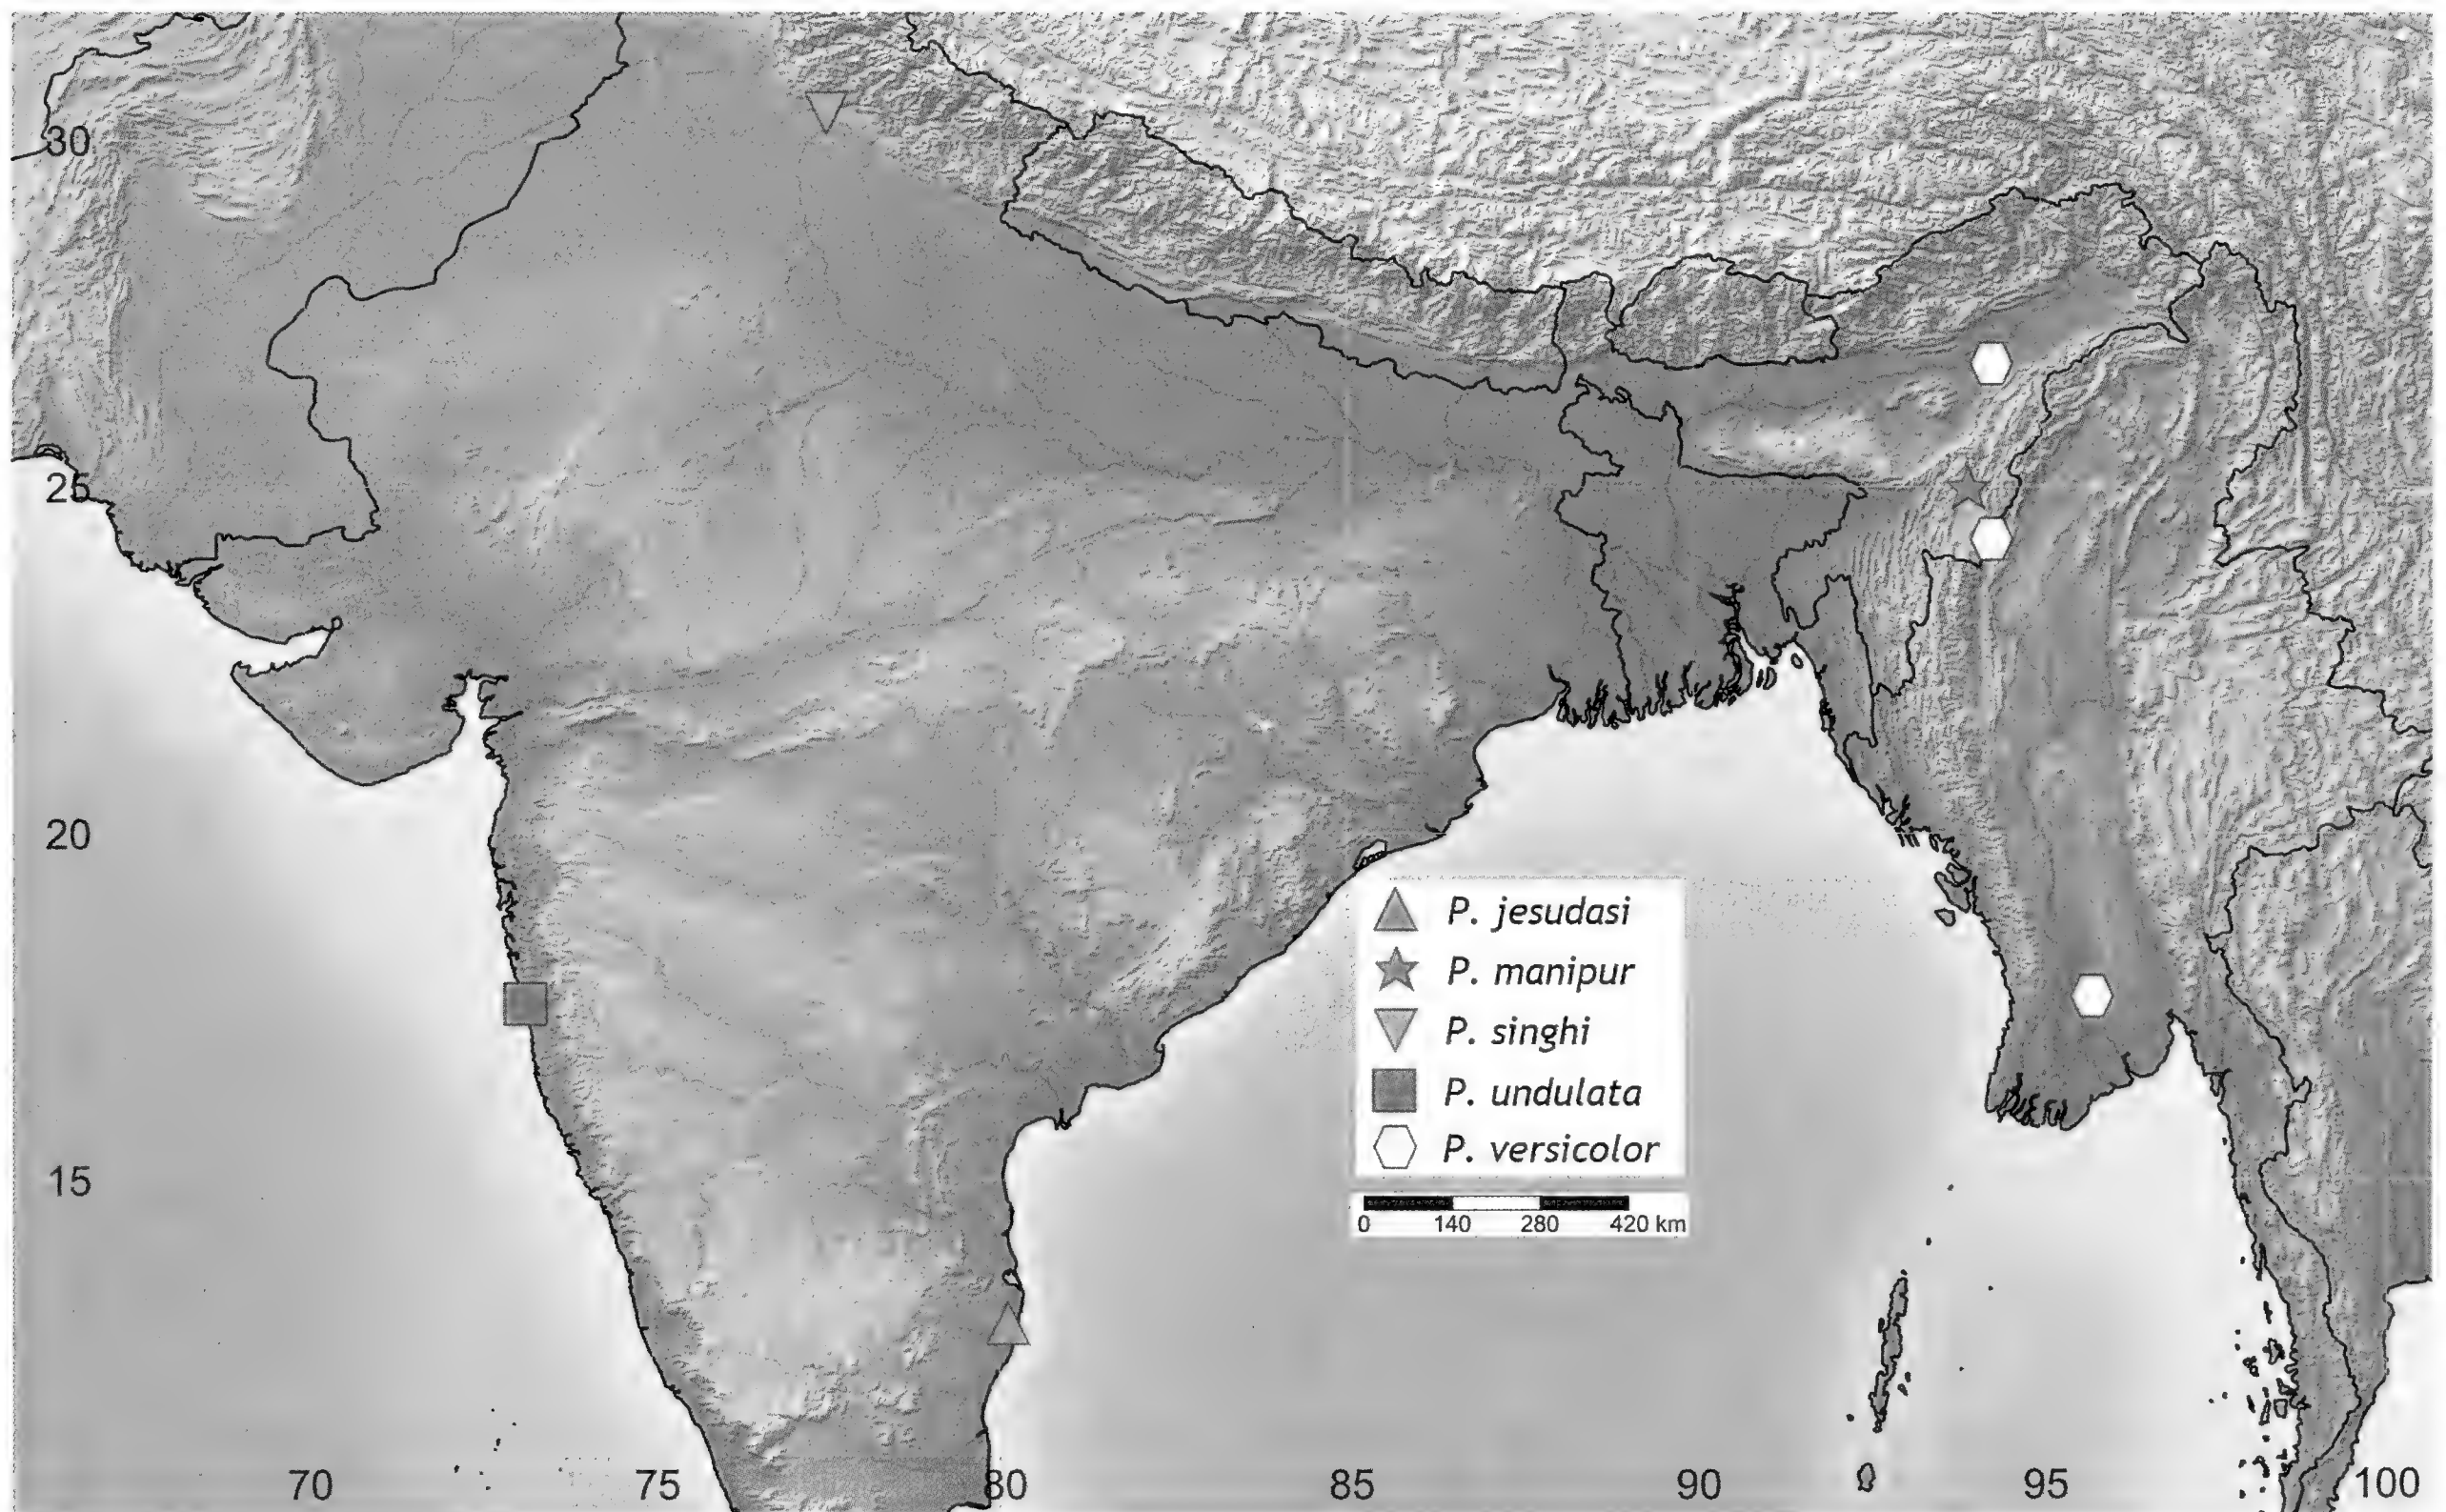 30
25
20
P. jesudasi
P. manipur
P. singhi
P. undulata
P. versicolor
15
0 140 280 420 km
70 75 80 85 90 95 100